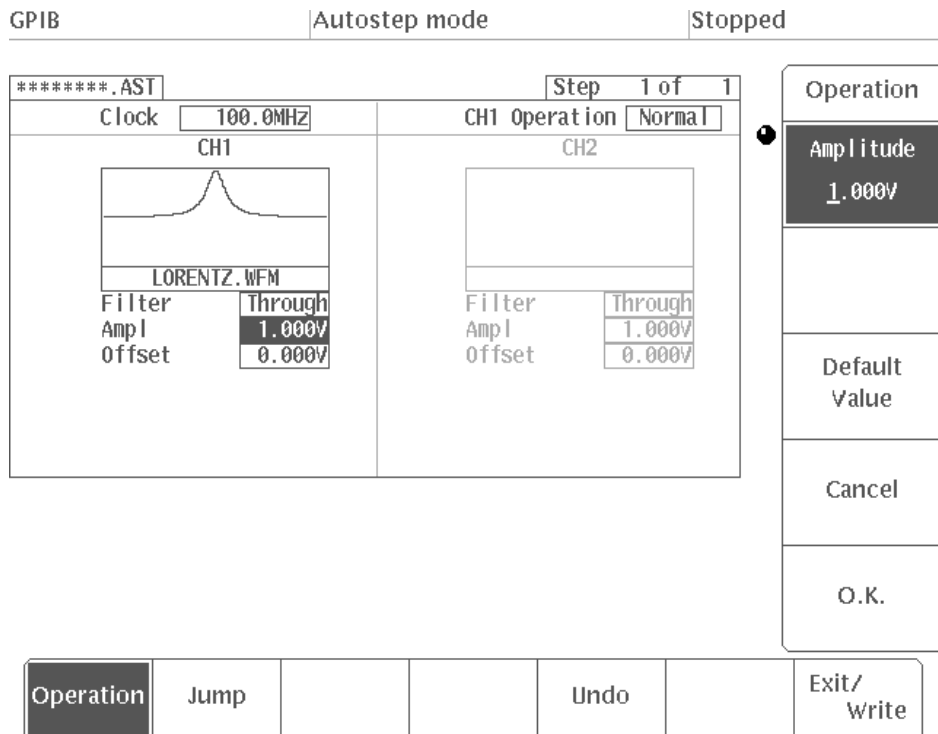 GPIB Autostep mode Stopped
********.AST Step 1 of 1
Clock 100.0MHz CH1 Operation Normal
CH1 CH2
LORENTZ.WFM
Filter Through Filter Through
Ampl 1.000V Ampl 1.000V
Offset 0.000V Offset 0.000V
Operation
Amplitude
1.000V
Default
Value
Cancel
O.K.
Operation Jump Undo Exit/
Write